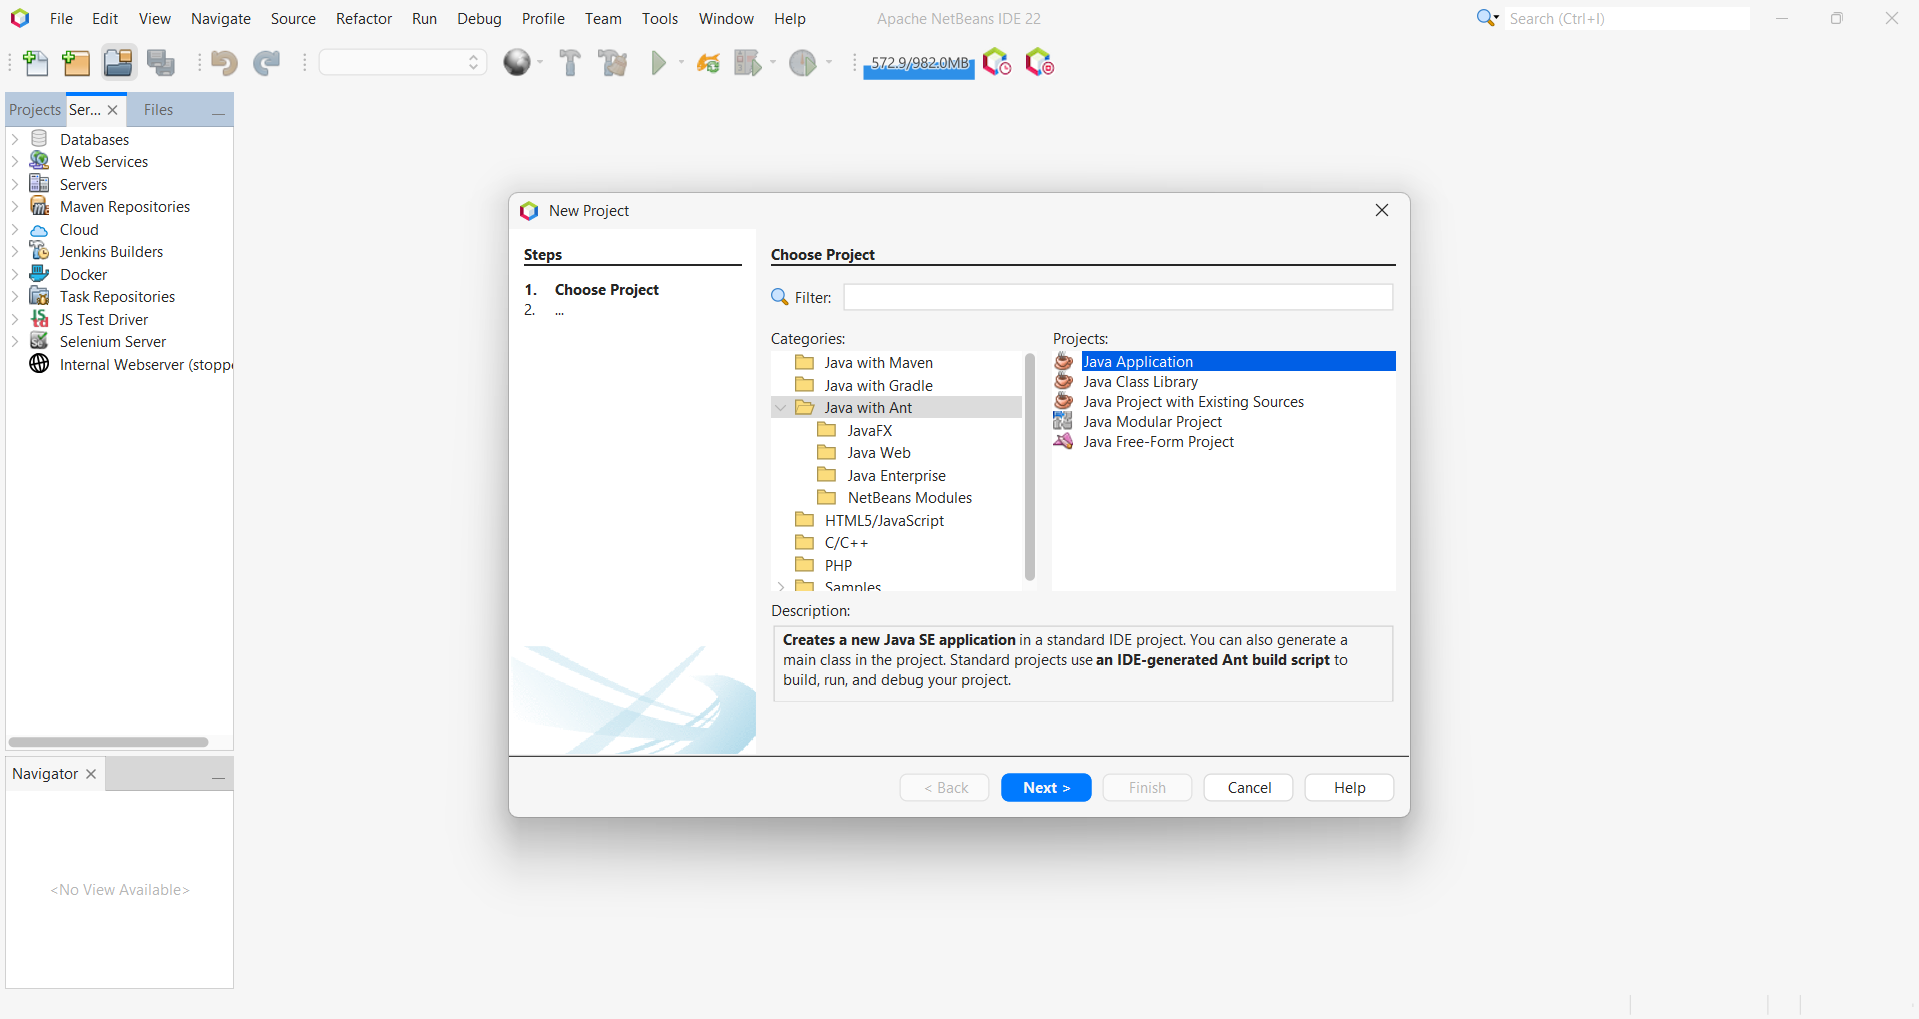 File Edit View Navigate Source Refactor Run Debug Profile Team Tools Window Help Apache NetBeans IDE 22 Search (Ctrl+I)
572.9/982.0MB
Projects Ser... Files
Databases
Web Services
Servers
Maven Repositories
Cloud
Jenkins Builders
Docker
Task Repositories
JS Test Driver
Selenium Server
Internal Webserver (stoppe
Navigator
<No View Available>
New Project
Steps
1. Choose Project
2. ...
Choose Project
Filter:
Categories:
Java with Maven
Java with Gradle
Java with Ant
JavaFX
Java Web
Java Enterprise
NetBeans Modules
HTML5/JavaScript
C/C++
PHP
Samples
Projects:
Java Application
Java Class Library
Java Project with Existing Sources
Java Modular Project
Java Free-Form Project
Description:
Creates a new Java SE application in a standard IDE project. You can also generate a
main class in the project. Standard projects use an IDE-generated Ant build script to
build, run, and debug your project.
< Back Next > Finish Cancel Help